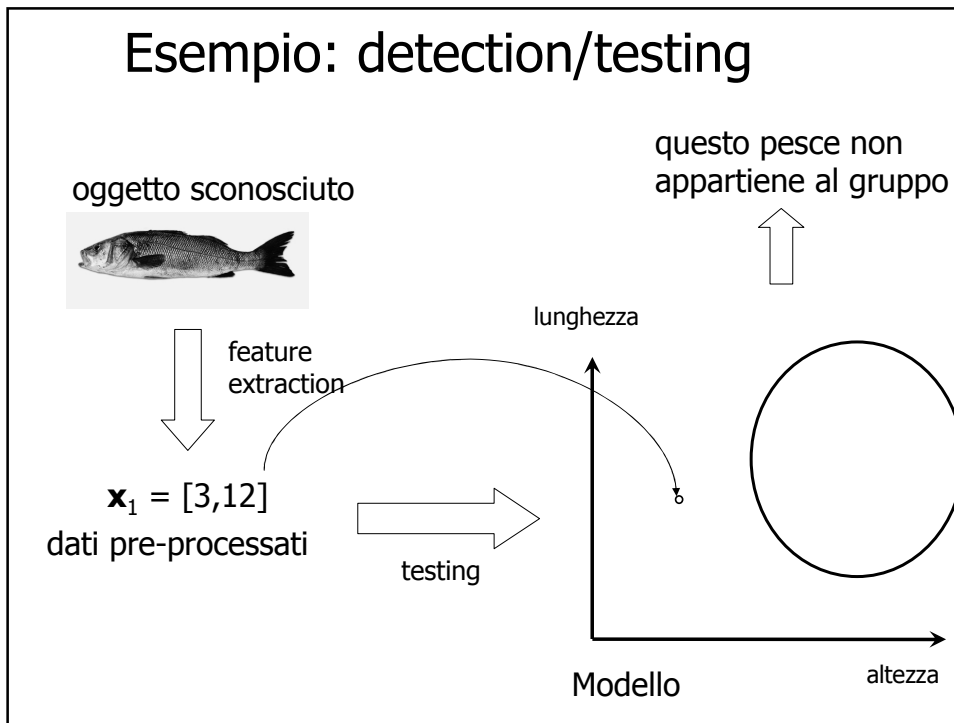 Esempio: detection/testing
oggetto sconosciuto
questo pesce non
appartiene al gruppo
feature
extraction
lunghezza
x1 = [3,12]
dati pre-processati
testing
Modello
altezza